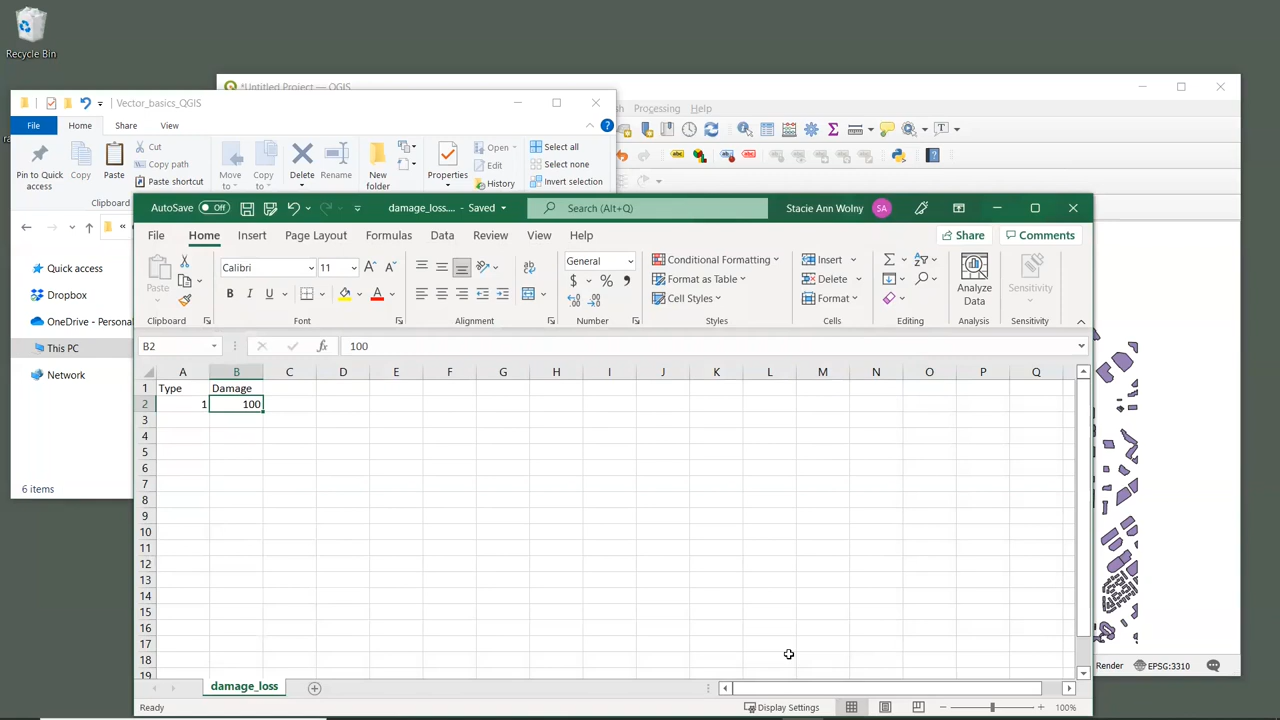 Recycle Bin
*Untitled Project — QGIS
Vector_basics_QGIS
Processing Help
File Home Share View
Pin to Quick access
Copy
Paste
Cut
Copy path
Paste shortcut
Move to
Copy to
Delete
Rename
New folder
Properties
Open
Edit
History
Select all
Select none
Invert selection
Clipboard
AutoSave Off
damage_loss.... - Saved
Search (Alt+Q)
Stacie Ann Wolny SA
File Home Insert Page Layout Formulas Data Review View Help
Share Comments
Paste
Calibri 11
B I U A
General
$ %
Conditional Formatting
Format as Table
Cell Styles
Insert
Delete
Format
Analyze Data
Sensitivity
Clipboard Font Alignment Number Styles Cells Editing Analysis Sensitivity
B2 fx 100
A B C D E F G H I J K L M N O P Q
1 Type Damage
2 1 100
3
4
5
6
7
8
9
10
11
12
13
14
15
16
17
18
19
damage_loss
Ready
Display Settings
100%
Quick access
Dropbox
OneDrive - Personal
This PC
Network
6 items
Render EPSG:3310